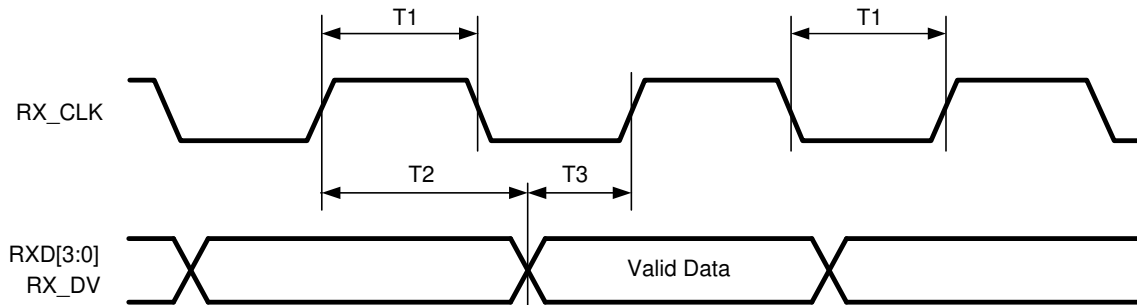 T1 T1
RX_CLK
T2 T3
RXD[3:0]
RX_DV
Valid Data